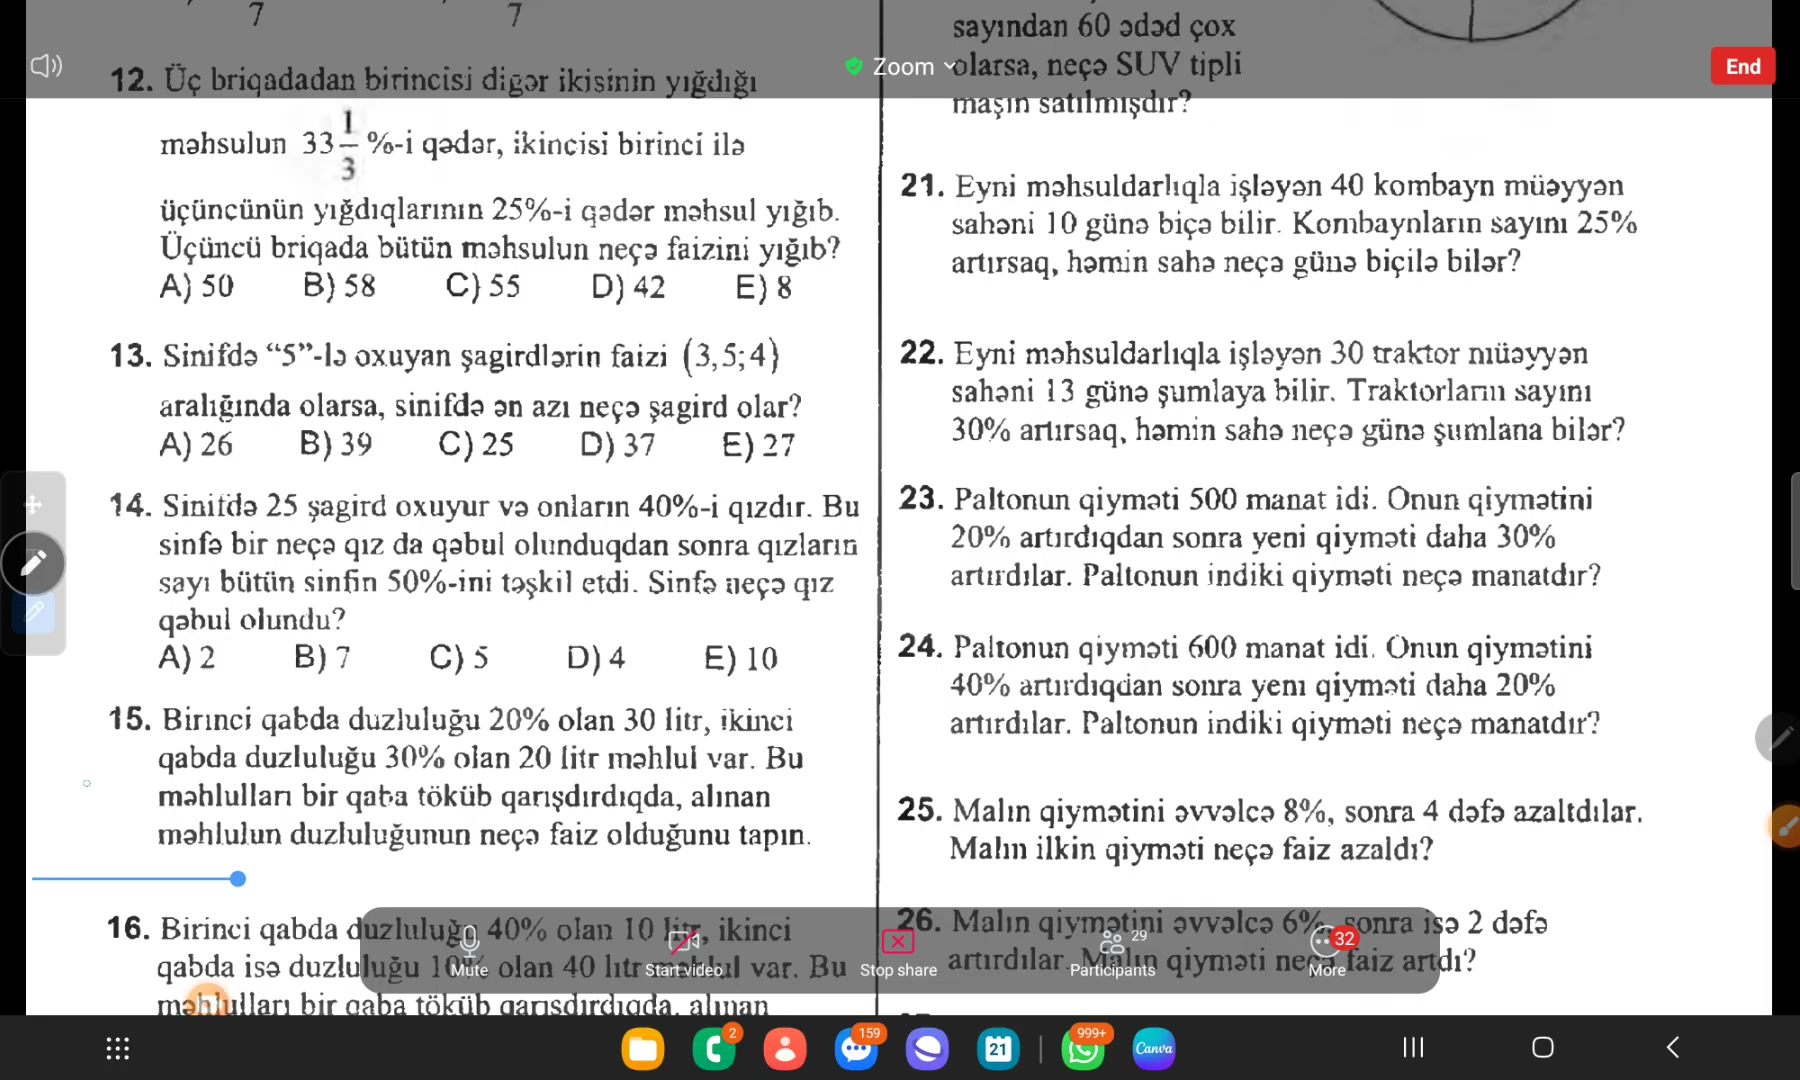 7
7
12. Üç briqadadan birincisi digər ikisinin yığdığı
məhsulun 33 1/3 %-i qədər, ikincisi birinci ilə
üçüncünün yığdıqlarının 25%-i qədər məhsul yığıb.
Üçüncü briqada bütün məhsulun neçə faizini yığıb?
A) 50 B) 58 C) 55 D) 42 E) 8
13. Sinifdə “5”-lə oxuyan şagirdlərin faizi (3,5;4)
aralığında olarsa, sinifdə ən azı neçə şagird olar?
A) 26 B) 39 C) 25 D) 37 E) 27
14. Sinifdə 25 şagird oxuyur və onların 40%-i qızdır. Bu
sinfə bir neçə qız da qəbul olunduqdan sonra qızların
sayı bütün sinfin 50%-ini təşkil etdi. Sinfə neçə qız
qəbul olundu?
A) 2 B) 7 C) 5 D) 4 E) 10
15. Birinci qabda duzluluğu 20% olan 30 litr, ikinci
qabda duzluluğu 30% olan 20 litr məhlul var. Bu
məhlulları bir qaba töküb qarışdırdıqda, alınan
məhlulun duzluluğunun neçə faiz olduğunu tapın.
16. Birinci qabda duzluluğu 40% olan 10 litr, ikinci
qabda isə duzluluğu 10% olan 40 litr məhlul var. Bu
məhlulları bir qaba töküb qarışdırdıqda, alınan
sayından 60 ədəd çox
olarsa, neçə SUV tipli
maşın satılmışdır?
21. Eyni məhsuldarlıqla işləyən 40 kombayn müəyyən
sahəni 10 günə biçə bilir. Kombaynların sayını 25%
artırsaq, həmin sahə neçə günə biçilə bilər?
22. Eyni məhsuldarlıqla işləyən 30 traktor müəyyən
sahəni 13 günə şumlaya bilir. Traktorların sayını
30% artırsaq, həmin sahə neçə günə şumlana bilər?
23. Paltonun qiyməti 500 manat idi. Onun qiymətini
20% artırdıqdan sonra yeni qiyməti daha 30%
artırdılar. Paltonun indiki qiyməti neçə manatdır?
24. Paltonun qiyməti 600 manat idi. Onun qiymətini
40% artırdıqdan sonra yeni qiyməti daha 20%
artırdılar. Paltonun indiki qiyməti neçə manatdır?
25. Malın qiymətini əvvəlcə 8%, sonra 4 dəfə azaltdılar.
Malın ilkin qiyməti neçə faiz azaldı?
26. Malın qiymətini əvvəlcə 6%, sonra isə 2 dəfə
artırdılar. Malın qiyməti neçə faiz artdı?
Zoom
End
Mute
Start video
Stop share
29
Participants
32
More
2
159
21
999+
Canva